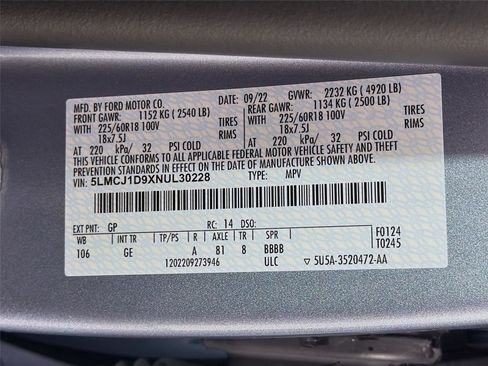 MFD. BY FORD MOTOR CO.
DATE: 09/22 GVWR: 2232 KG ( 4920 LB)
FRONT GAWR: 1152 KG ( 2540 LB) REAR GAWR: 1134 KG ( 2500 LB)
WITH 225/60R18 100V TIRES WITH 225/60R18 100V TIRES
18x7.5J RIMS 18x7.5J RIMS
AT 220 kPa/ 32 PSI COLD AT 220 kPa/ 32 PSI COLD
THIS VEHICLE CONFORMS TO ALL APPLICABLE FEDERAL MOTOR VEHICLE SAFETY AND BUMPER
STANDARDS AND THEFT PREVENTION STANDARDS IN EFFECT ON THE DATE OF MANUFACTURE SHOWN ABOVE.
VIN: 5LMCJ1D9XNUL30228 TYPE: MPV
EXT PNT: GP RC: 14 DSO: F0124
WB INT TR TP/PS R AXLE TR SPR T0245
106 GE A 81 8 BBBB
1202209273946 ULC 5U5A-3520472-AA